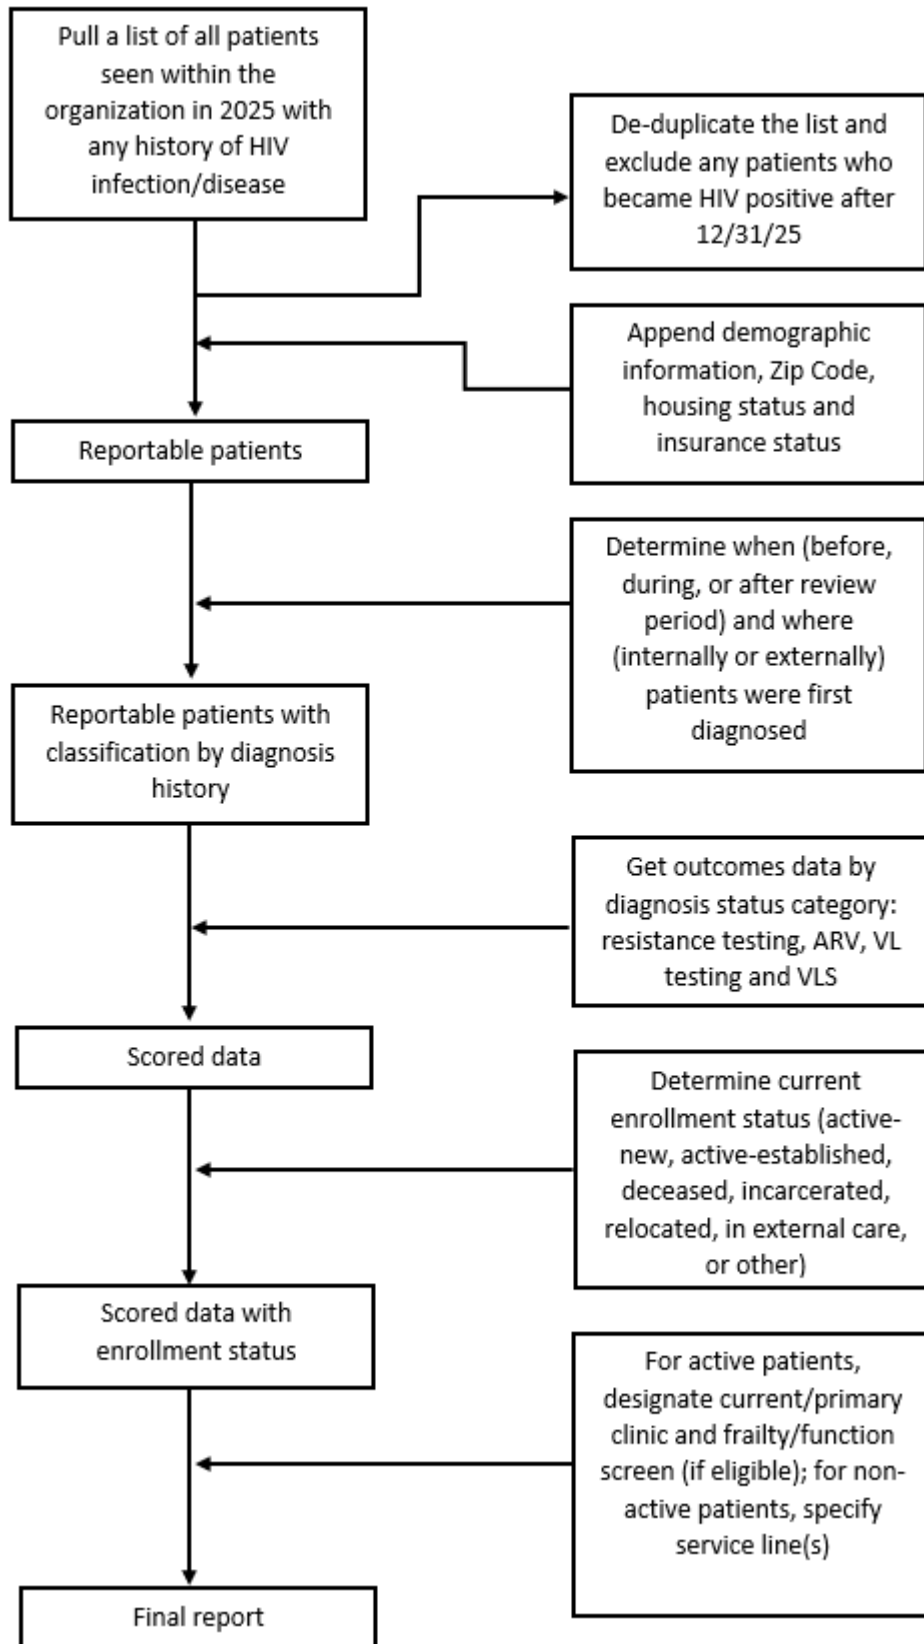 Pull a list of all patients
seen within the
organization in 2025 with
any history of HIV
infection/disease
De-duplicate the list and
exclude any patients who
became HIV positive after
12/31/25
Append demographic
information, Zip Code,
housing status and
insurance status
Reportable patients
Determine when (before,
during, or after review
period) and where
(internally or externally)
patients were first
diagnosed
Reportable patients with
classification by diagnosis
history
Get outcomes data by
diagnosis status category:
resistance testing, ARV, VL
testing and VLS
Scored data
Determine current
enrollment status (active-
new, active-established,
deceased, incarcerated,
relocated, in external care,
or other)
Scored data with
enrollment status
For active patients,
designate current/primary
clinic and frailty/function
screen (if eligible); for non-
active patients, specify
service line(s)
Final report